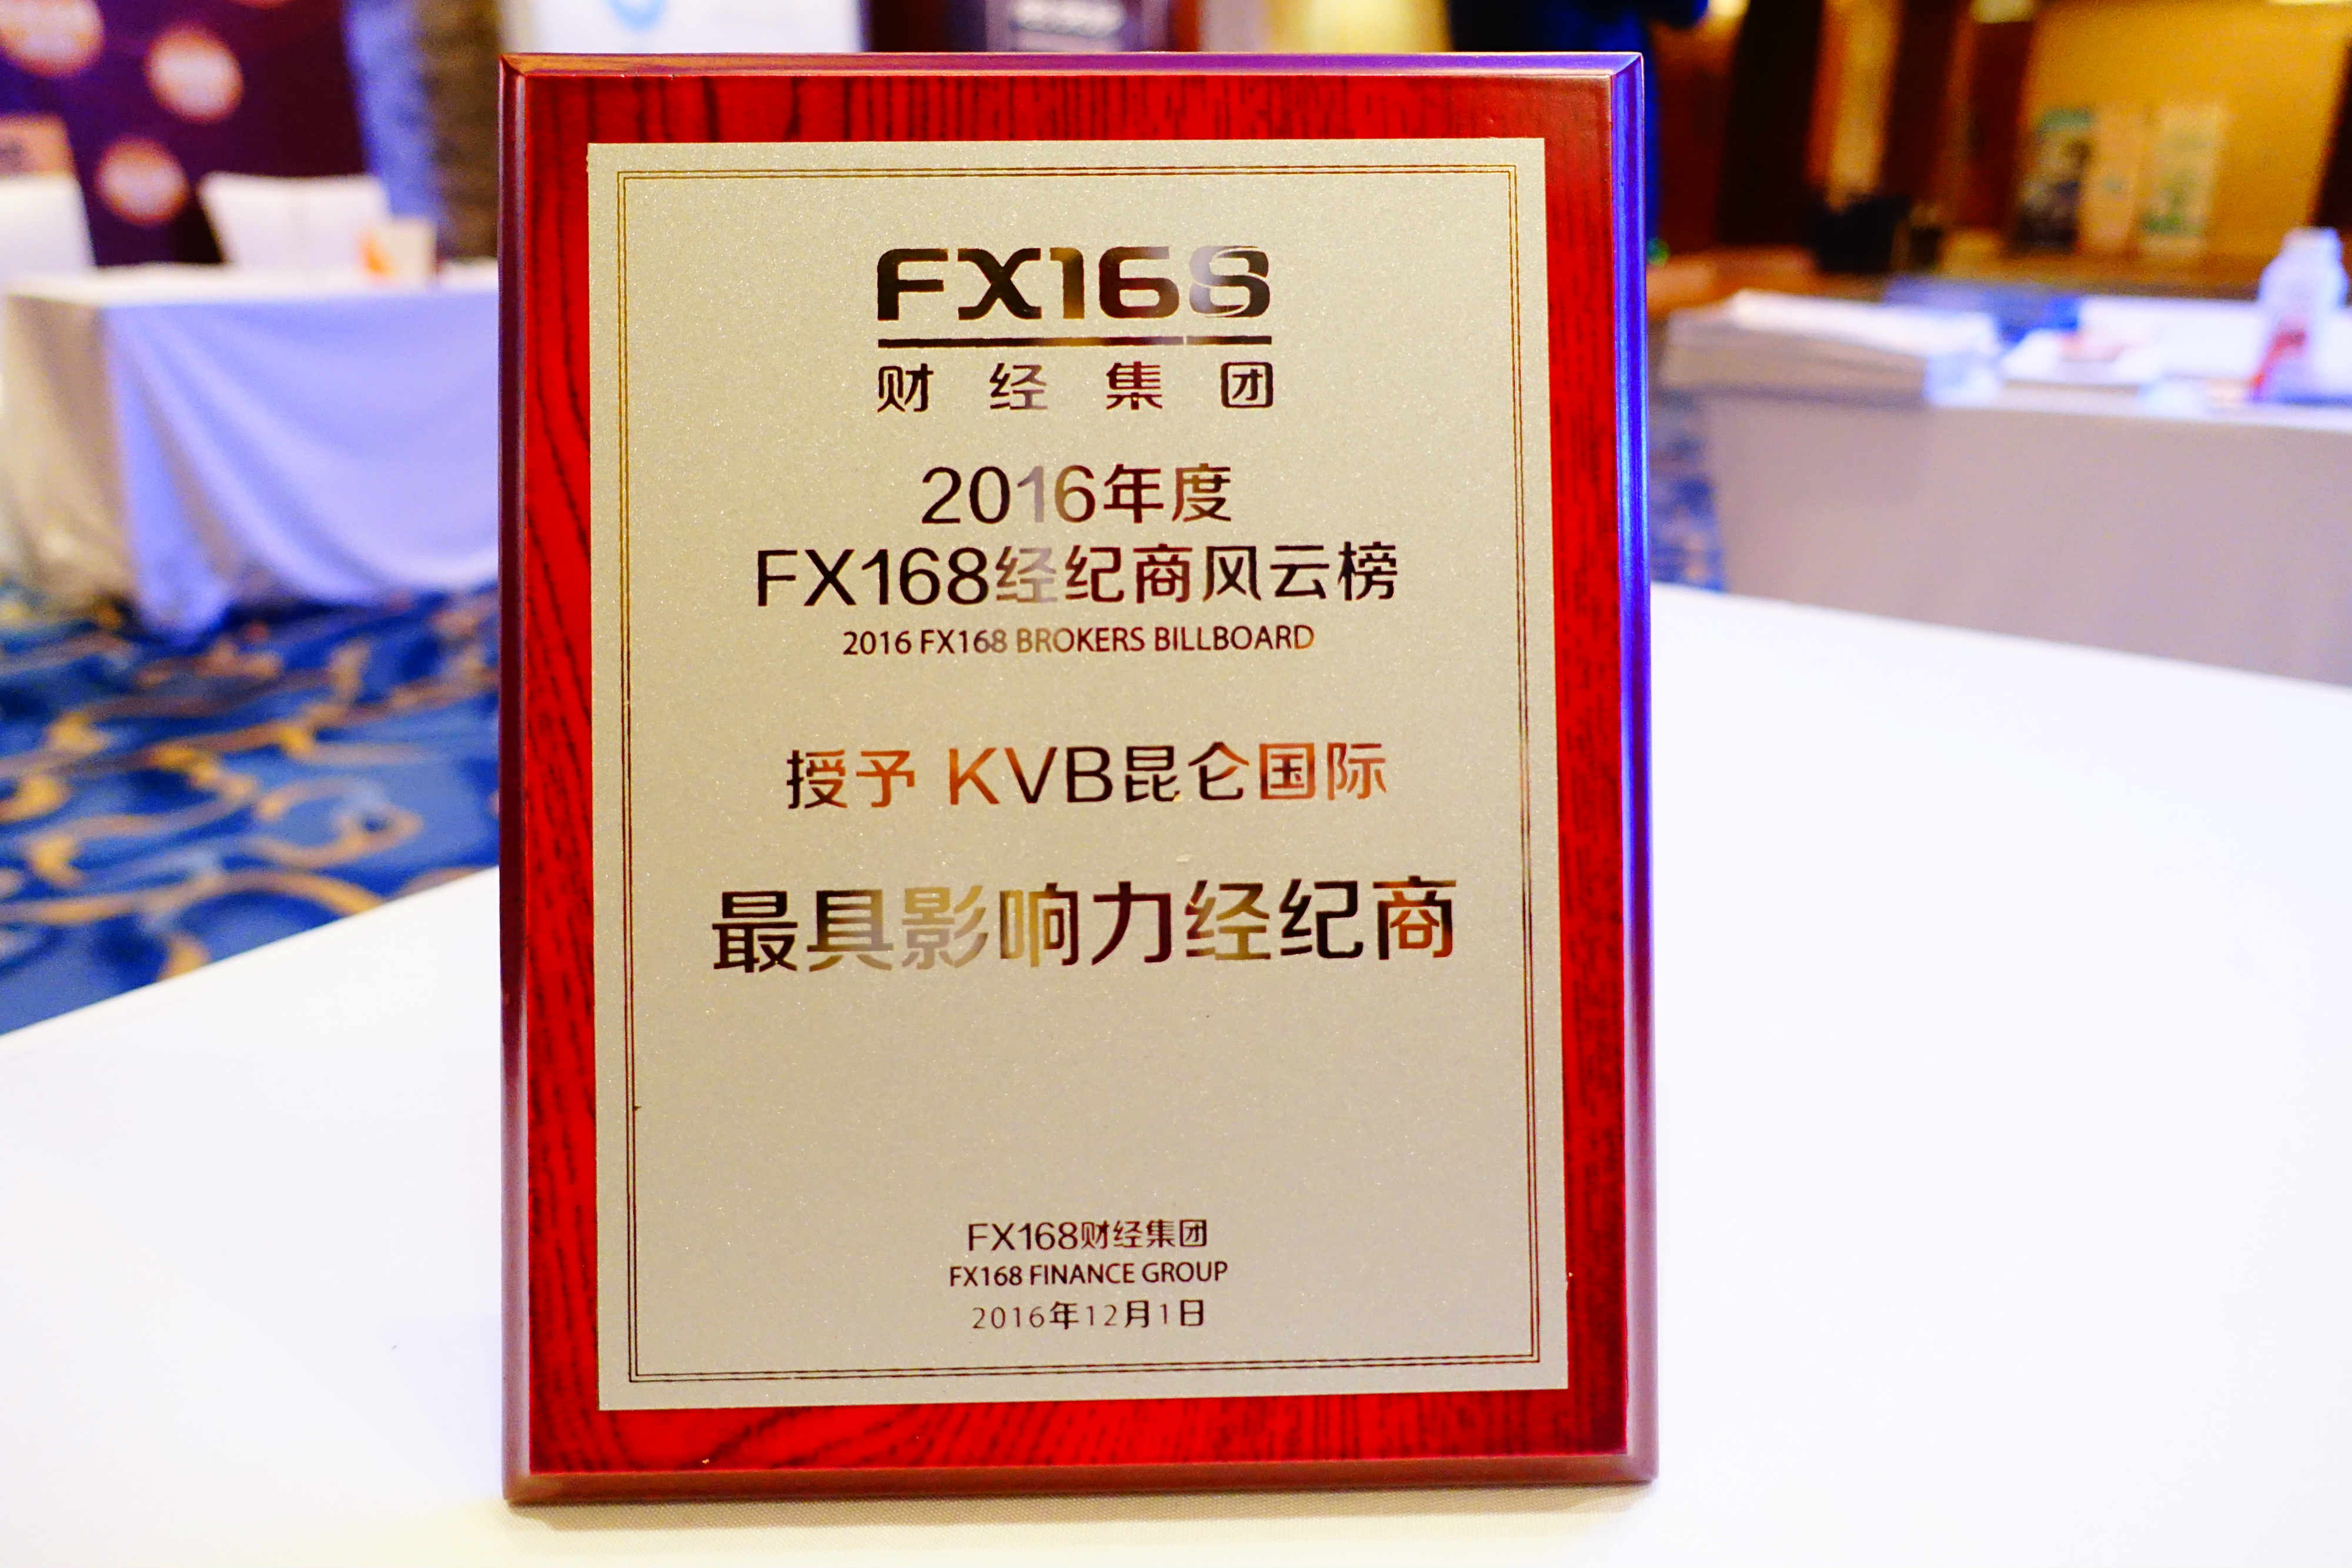 FX168
财经集团
2016年度
FX168经纪商风云榜
2016 FX168 BROKERS BILLBOARD
授予 KVB昆仑国际
最具影响力经纪商
FX168财经集团
FX168 FINANCE GROUP
2016年12月1日